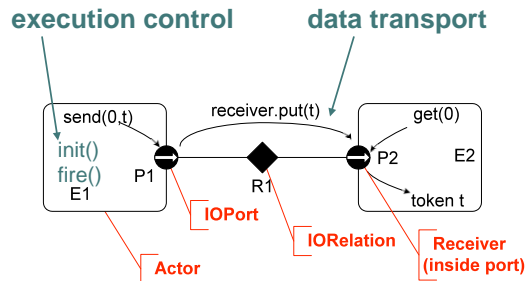 execution control
data transport
send(0,t)
receiver.put(t)
get(0)
init()
fire()
E1
P1
R1
P2
E2
token t
IOPort
IORelation
Receiver
(inside port)
Actor